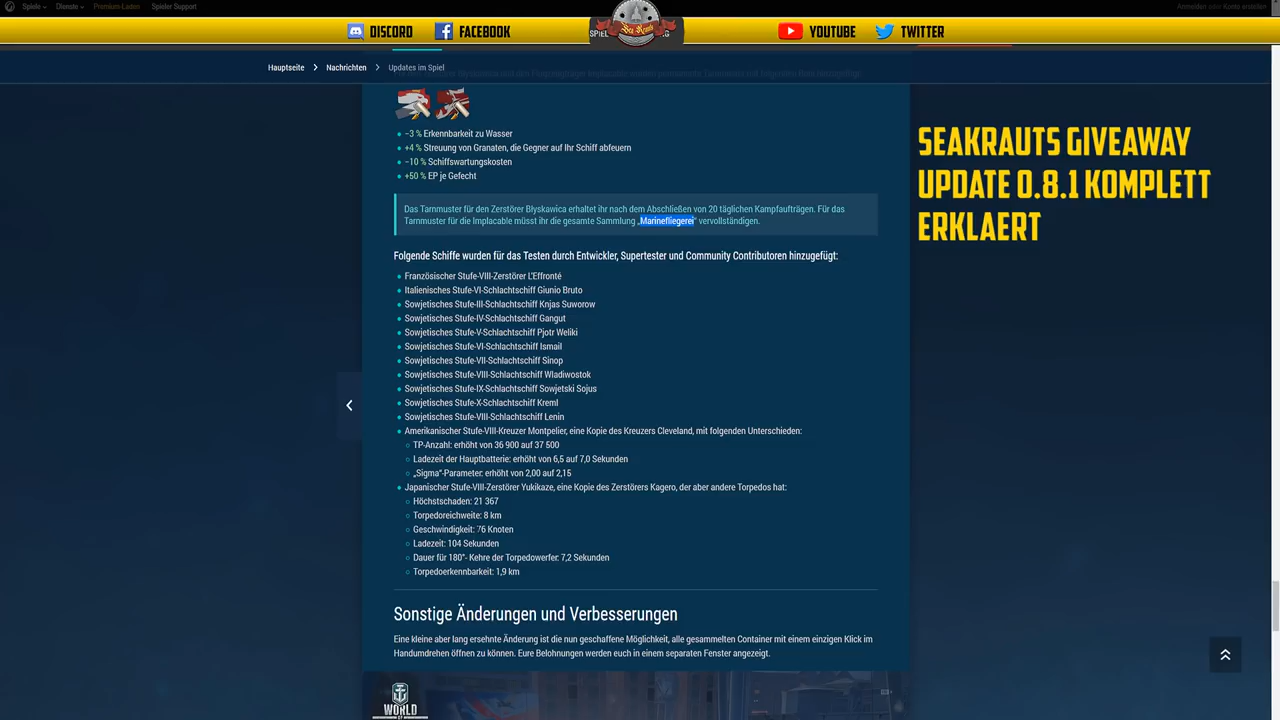 Spiele
Dienste
Premium-Laden
Spieler Support
Anmelden oder Konto erstellen
DISCORD
FACEBOOK
YOUTUBE
TWITTER
Hauptseite
Nachrichten
Updates im Spiel
−3 % Erkennbarkeit zu Wasser
+4 % Streuung von Granaten, die Gegner auf Ihr Schiff abfeuern
−10 % Schiffswartungskosten
+50 % EP je Gefecht
SEAKRAUTS GIVEAWAY
UPDATE 0.8.1 KOMPLETT
ERKLAERT
Das Tarnmuster für den Zerstörer Błyskawica erhaltet ihr nach dem Abschließen von 20 täglichen Kampfaufträgen. Für das
Tarnmuster für die Implacable müsst ihr die gesamte Sammlung „Marinefliegerei“ vervollständigen.
Folgende Schiffe wurden für das Testen durch Entwickler, Supertester und Community Contributoren hinzugefügt:
Französischer Stufe-VIII-Zerstörer L'Effronté
Italienisches Stufe-VI-Schlachtschiff Giunio Bruto
Sowjetisches Stufe-III-Schlachtschiff Knjas Suworow
Sowjetisches Stufe-IV-Schlachtschiff Gangut
Sowjetisches Stufe-V-Schlachtschiff Pjotr Weliki
Sowjetisches Stufe-VI-Schlachtschiff Ismail
Sowjetisches Stufe-VII-Schlachtschiff Sinop
Sowjetisches Stufe-VIII-Schlachtschiff Wladiwostok
Sowjetisches Stufe-IX-Schlachtschiff Sowjetski Sojus
Sowjetisches Stufe-X-Schlachtschiff Kreml
Sowjetisches Stufe-VIII-Schlachtschiff Lenin
Amerikanischer Stufe-VIII-Kreuzer Montpelier, eine Kopie des Kreuzers Cleveland, mit folgenden Unterschieden:
TP-Anzahl: erhöht von 36 900 auf 37 500
Ladezeit der Hauptbatterie: erhöht von 6,5 auf 7,0 Sekunden
„Sigma“-Parameter: erhöht von 2,00 auf 2,15
Japanischer Stufe-VIII-Zerstörer Yukikaze, eine Kopie des Zerstörers Kagero, der aber andere Torpedos hat:
Höchstschaden: 21 367
Torpedoreichweite: 8 km
Geschwindigkeit: 76 Knoten
Ladezeit: 104 Sekunden
Dauer für 180°- Kehre der Torpedowerfer: 7,2 Sekunden
Torpedoerkennbarkeit: 1,9 km
Sonstige Änderungen und Verbesserungen
Eine kleine aber lang ersehnte Änderung ist die nun geschaffene Möglichkeit, alle gesammelten Container mit einem einzigen Klick im
Handumdrehen öffnen zu können. Eure Belohnungen werden euch in einem separaten Fenster angezeigt.
WORLD